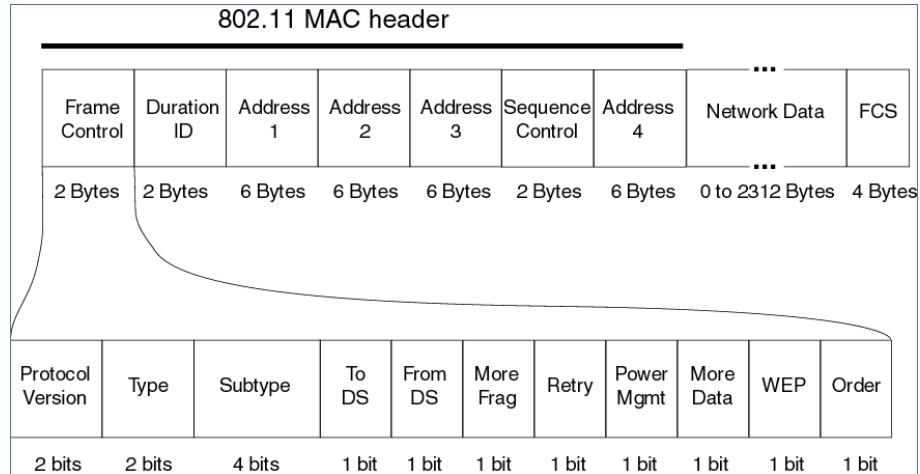 802.11 MAC header
Frame Control
Duration ID
Address 1
Address 2
Address 3
Sequence Control
Address 4
Network Data
FCS
2 Bytes
2 Bytes
6 Bytes
6 Bytes
6 Bytes
2 Bytes
6 Bytes
0 to 2312 Bytes
4 Bytes
Protocol Version
Type
Subtype
To DS
From DS
More Frag
Retry
Power Mgmt
More Data
WEP
Order
2 bits
2 bits
4 bits
1 bit
1 bit
1 bit
1 bit
1 bit
1 bit
1 bit
1 bit